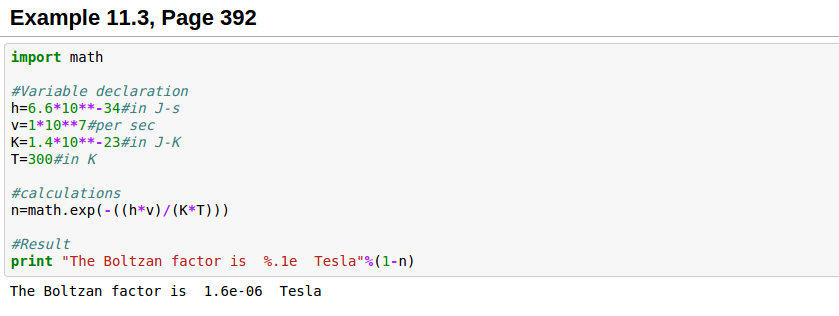 Example 11.3, Page 392
import math
#Variable declaration
h=6.6*10**-34#in J-s
v=1*10**7#per sec
K=1.4*10**-23#in J-K
T=300#in K
#calculations
n=math.exp(-((h*v)/(K*T)))
#Result
print "The Boltzan factor is  %.1e  Tesla"%(1-n)
The Boltzan factor is  1.6e-06  Tesla